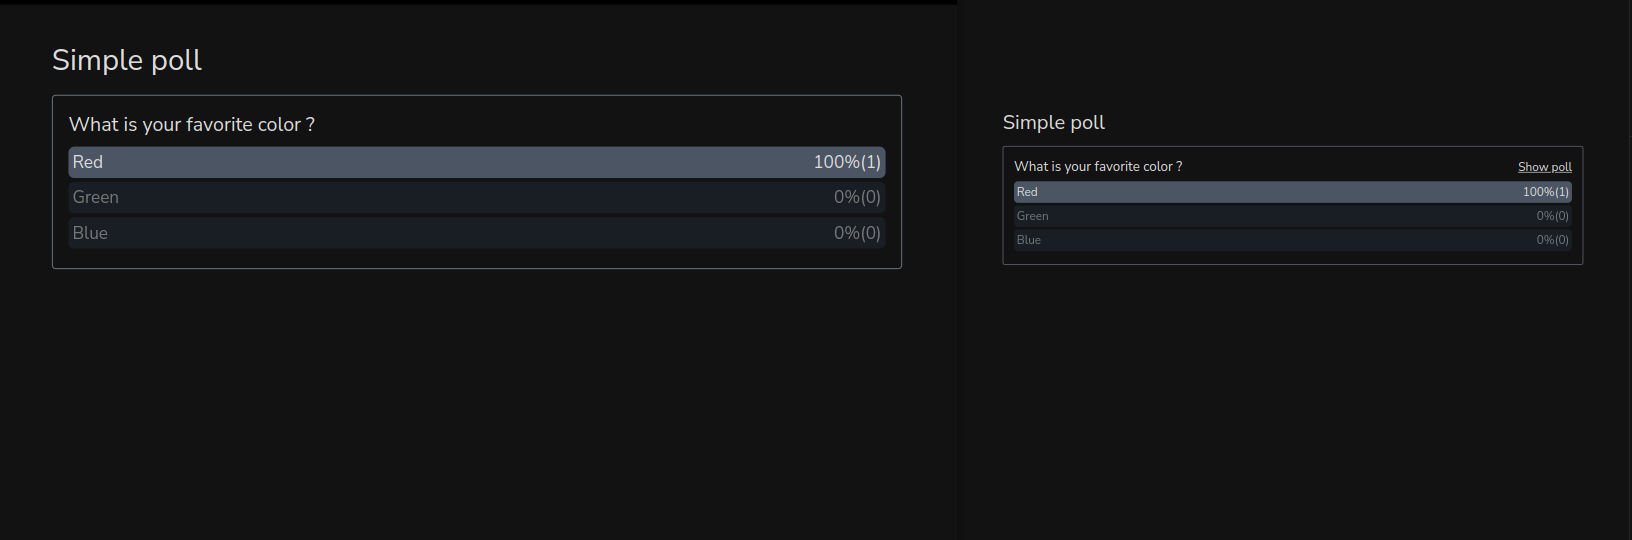 Simple poll
What is your favorite color ?
Red 100%(1)
Green 0%(0)
Blue 0%(0)
Simple poll
What is your favorite color ? Show poll
Red 100%(1)
Green 0%(0)
Blue 0%(0)